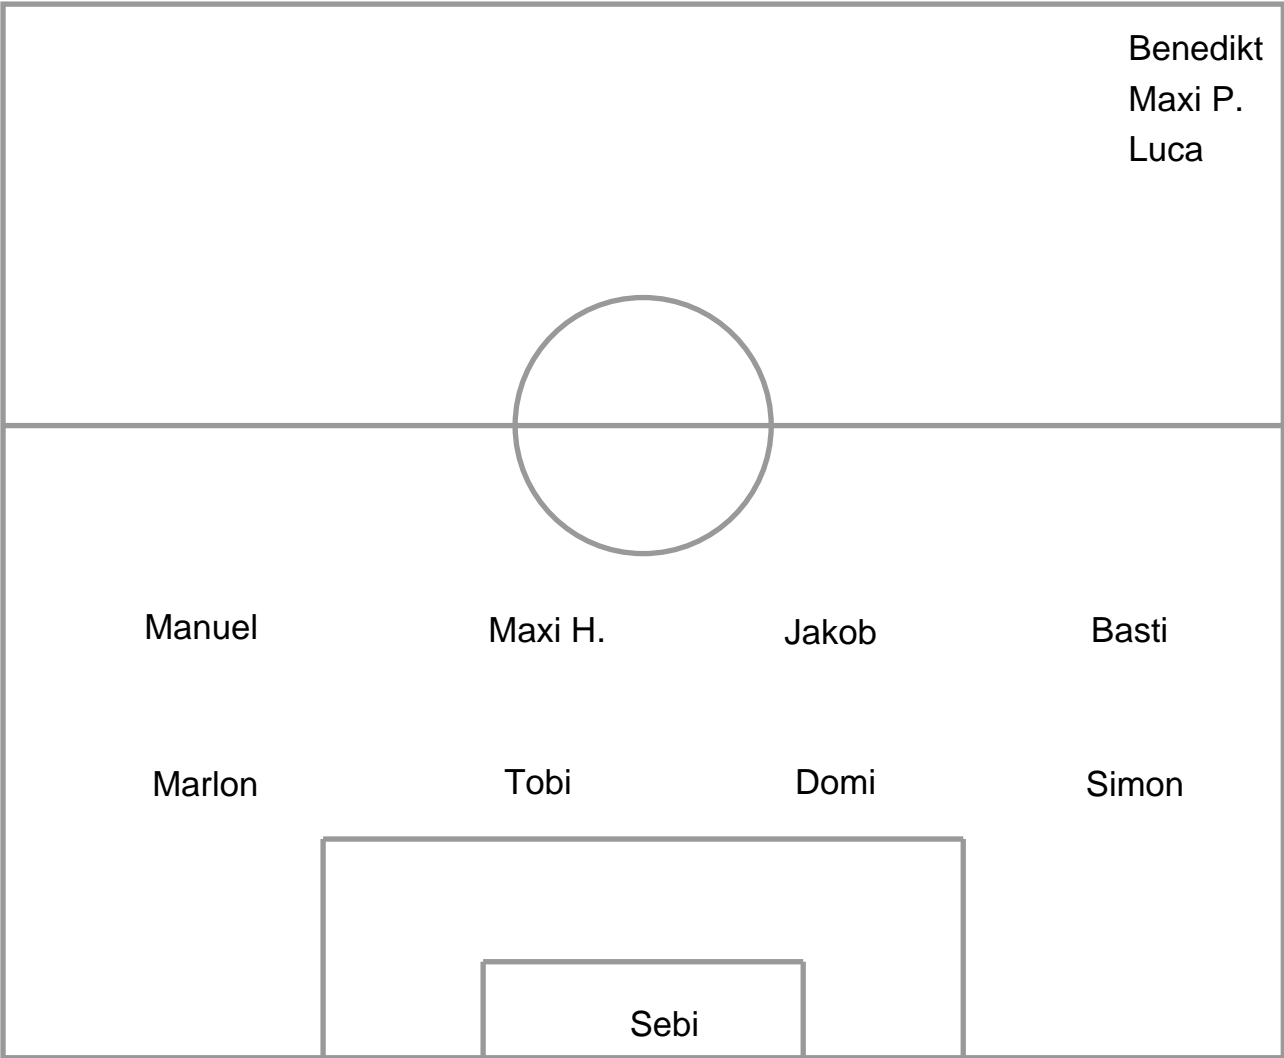 Benedikt
Maxi P.
Luca
Manuel Maxi H. Jakob Basti
Marlon Tobi Domi Simon
Sebi